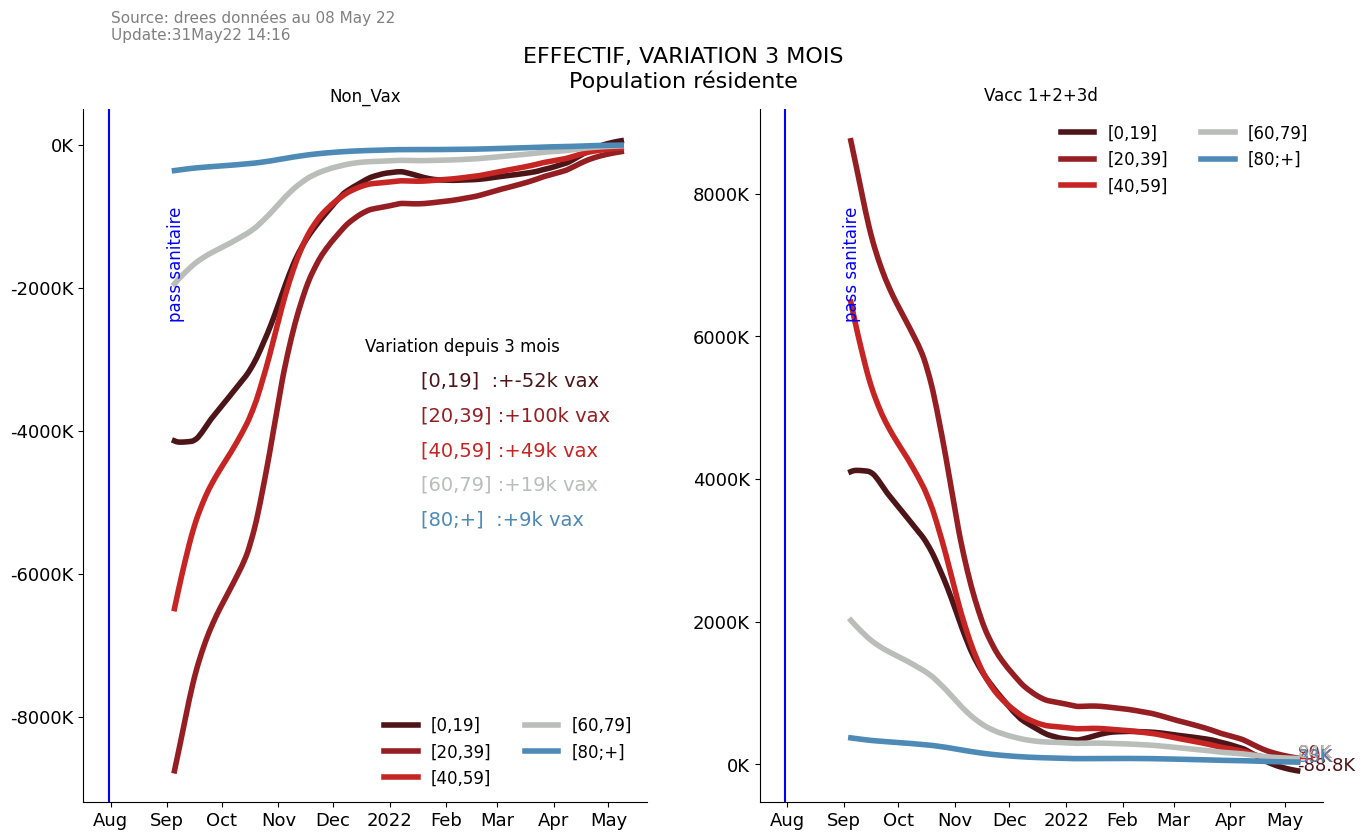 Source: drees données au 08 May 22
Update:31May22 14:16
EFFECTIF, VARIATION 3 MOIS
Population résidente
Non_Vax
0K
-2000K
-4000K
-6000K
-8000K
pass sanitaire
Variation depuis 3 mois
[0,19] :+-52k vax
[20,39] :+100k vax
[40,59] :+49k vax
[60,79] :+19k vax
[80;+] :+9k vax
[0,19]
[20,39]
[40,59]
[60,79]
[80;+]
Aug Sep Oct Nov Dec 2022 Feb Mar Apr May
Vacc 1+2+3d
8000K
6000K
4000K
2000K
0K
pass sanitaire
[0,19]
[20,39]
[40,59]
[60,79]
[80;+]
-88.8K
Aug Sep Oct Nov Dec 2022 Feb Mar Apr May